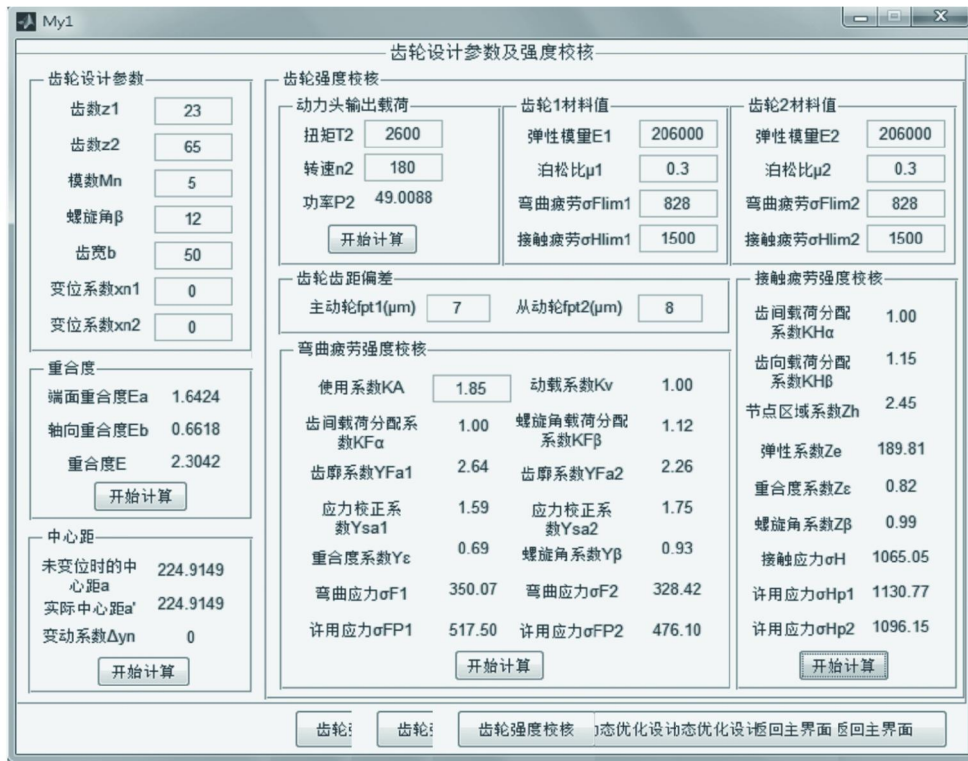 My1
齿轮设计参数及强度校核
齿轮设计参数
齿数z1 23
齿数z2 65
模数Mn 5
螺旋角β 12
齿宽b 50
变位系数xn1 0
变位系数xn2 0
重合度
端面重合度Ea 1.6424
轴向重合度Eb 0.6618
重合度E 2.3042
开始计算
中心距
未变位时的中
心距a 224.9149
实际中心距a' 224.9149
变动系数Δyn 0
开始计算
齿轮强度校核
动力头输出载荷
扭矩T2 2600
转速n2 180
功率P2 49.0088
开始计算
齿轮1材料值
弹性模量E1 206000
泊松比μ1 0.3
弯曲疲劳σFlim1 828
接触疲劳σHlim1 1500
齿轮2材料值
弹性模量E2 206000
泊松比μ2 0.3
弯曲疲劳σFlim2 828
接触疲劳σHlim2 1500
齿轮齿距偏差
主动轮fpt1(μm) 7 从动轮fpt2(μm) 8
弯曲疲劳强度校核
使用系数KA 1.85 动载系数Kv 1.00
齿间载荷分配系
数KFα 1.00
螺旋角载荷分配
系数KFβ 1.12
齿廓系数YFa1 2.64 齿廓系数YFa2 2.26
应力校正系
数Ysa1 1.59
应力校正系
数Ysa2 1.75
重合度系数Yε 0.69 螺旋角系数Yβ 0.93
弯曲应力σF1 350.07 弯曲应力σF2 328.42
许用应力σFP1 517.50 许用应力σFP2 476.10
开始计算
接触疲劳强度校核
齿间载荷分配
系数KHα 1.00
齿向载荷分配
系数KHβ 1.15
节点区域系数Zh 2.45
弹性系数Ze 189.81
重合度系数Zε 0.82
螺旋角系数Zβ 0.99
接触应力σH 1065.05
许用应力σHp1 1130.77
许用应力σHp2 1096.15
开始计算
齿轮 齿轮 齿轮强度校核 态优化设计 动态优化设计 返回主界面 返回主界面